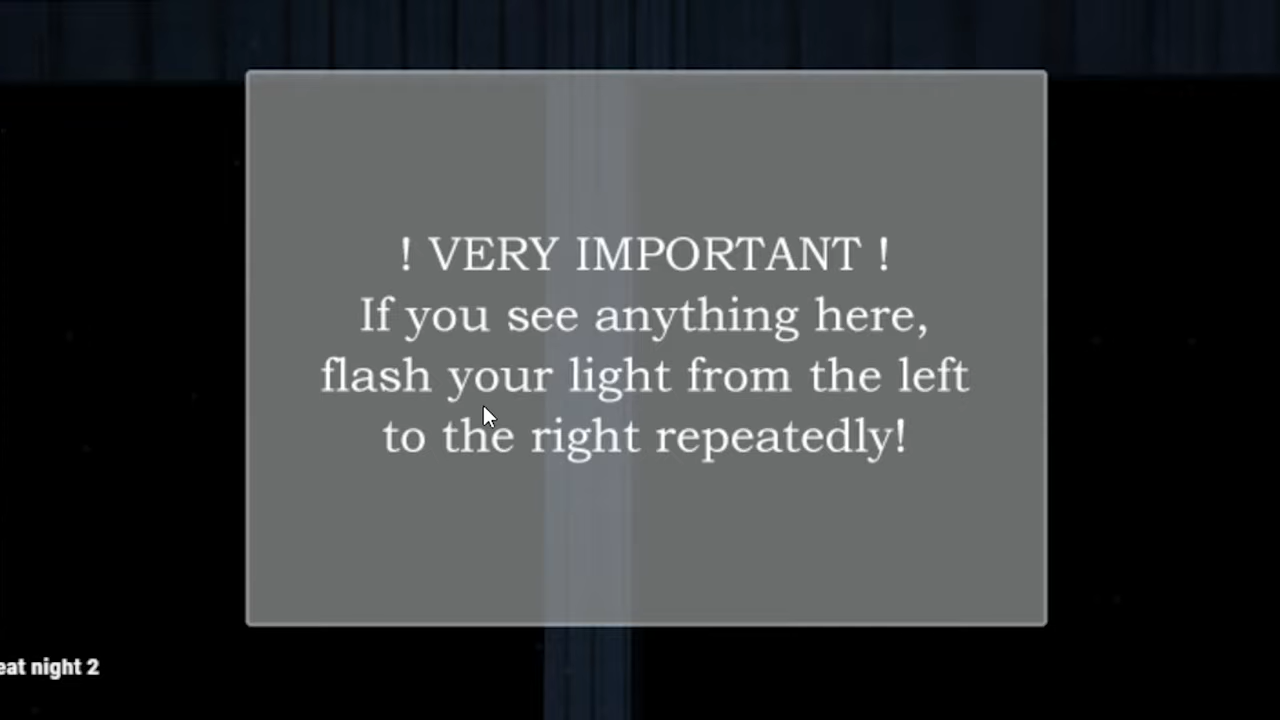 ! VERY IMPORTANT !
If you see anything here,
flash your light from the left
to the right repeatedly!
eat night 2